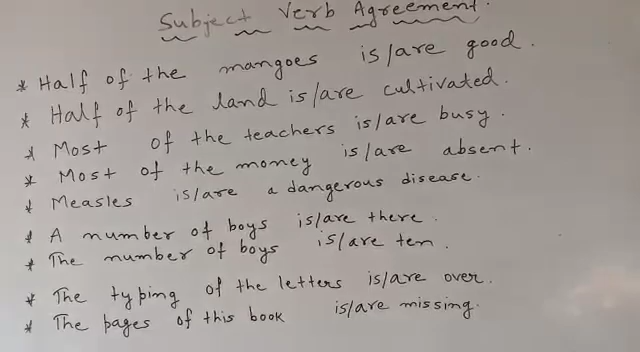 Subject Verb Agreement.
* Half of the mangoes is/are good.
* Half of the land is/are cultivated.
* Most of the teachers is/are busy.
* Most of the money is/are absent.
* Measles is/are a dangerous disease.
* A number of boys is/are there.
* The number of boys is/are ten.
* The typing of the letters is/are over.
* The pages of this book is/are missing.